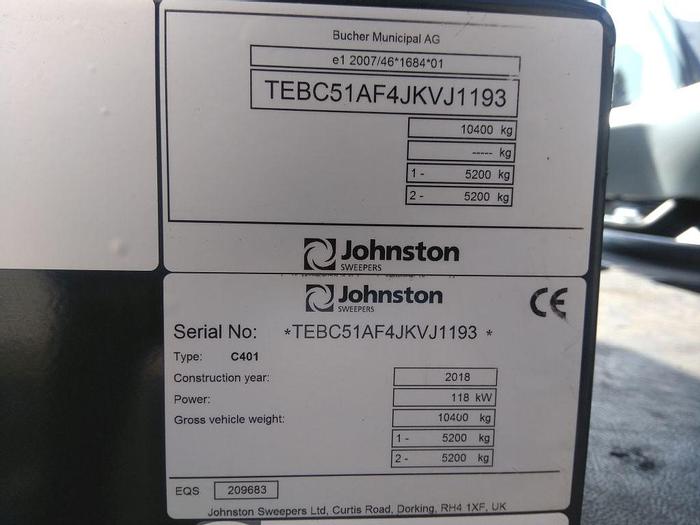 Bucher Municipal AG
e1 2007/46*1684*01
TEBC51AF4JKVJ1193
10400 kg
----- kg
1 - 5200 kg
2 - 5200 kg
Johnston
SWEEPERS
Johnston
SWEEPERS
CE
Serial No: *TEBC51AF4JKVJ1193 *
Type: C401
Construction year: 2018
Power: 118 kW
Gross vehicle weight: 10400 kg
1 - 5200 kg
2 - 5200 kg
EQS 209683
Johnston Sweepers Ltd, Curtis Road, Dorking, RH4 1XF, UK